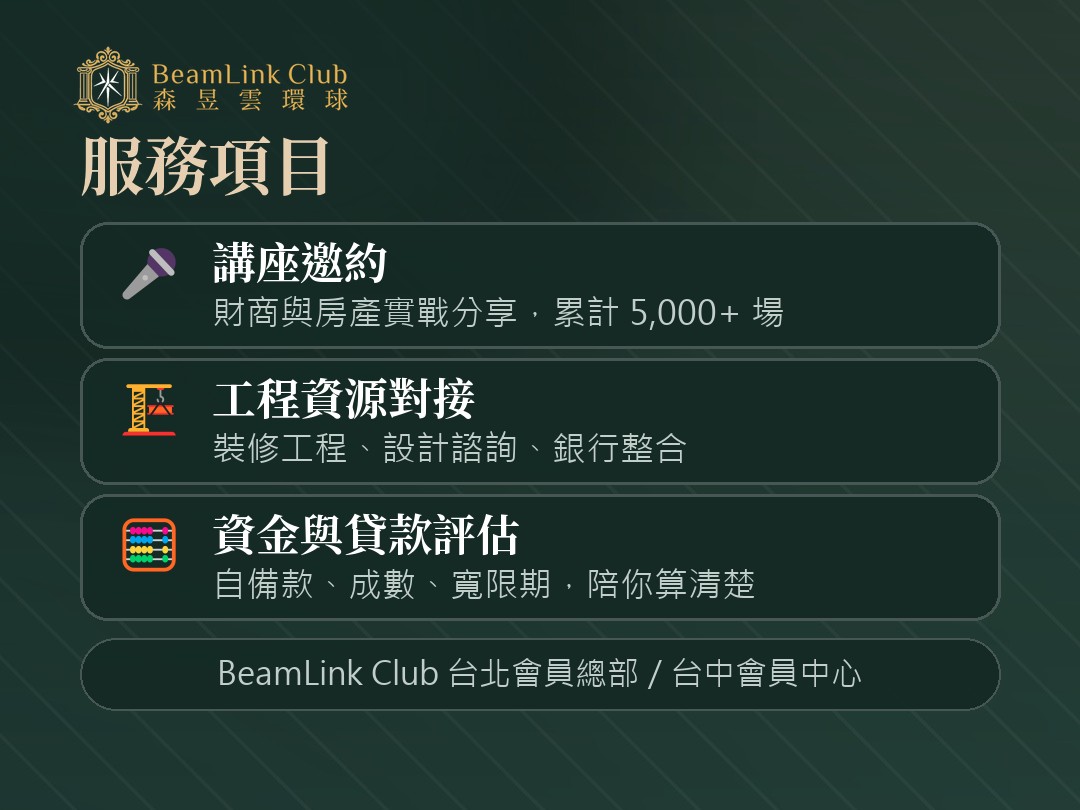 BeamLink Club
森昱雲環球
服務項目
講座邀約
財商與房產實戰分享，累計 5,000+ 場
工程資源對接
裝修工程、設計諮詢、銀行整合
資金與貸款評估
自備款、成數、寬限期，陪你算清楚
BeamLink Club 台北會員總部 / 台中會員中心